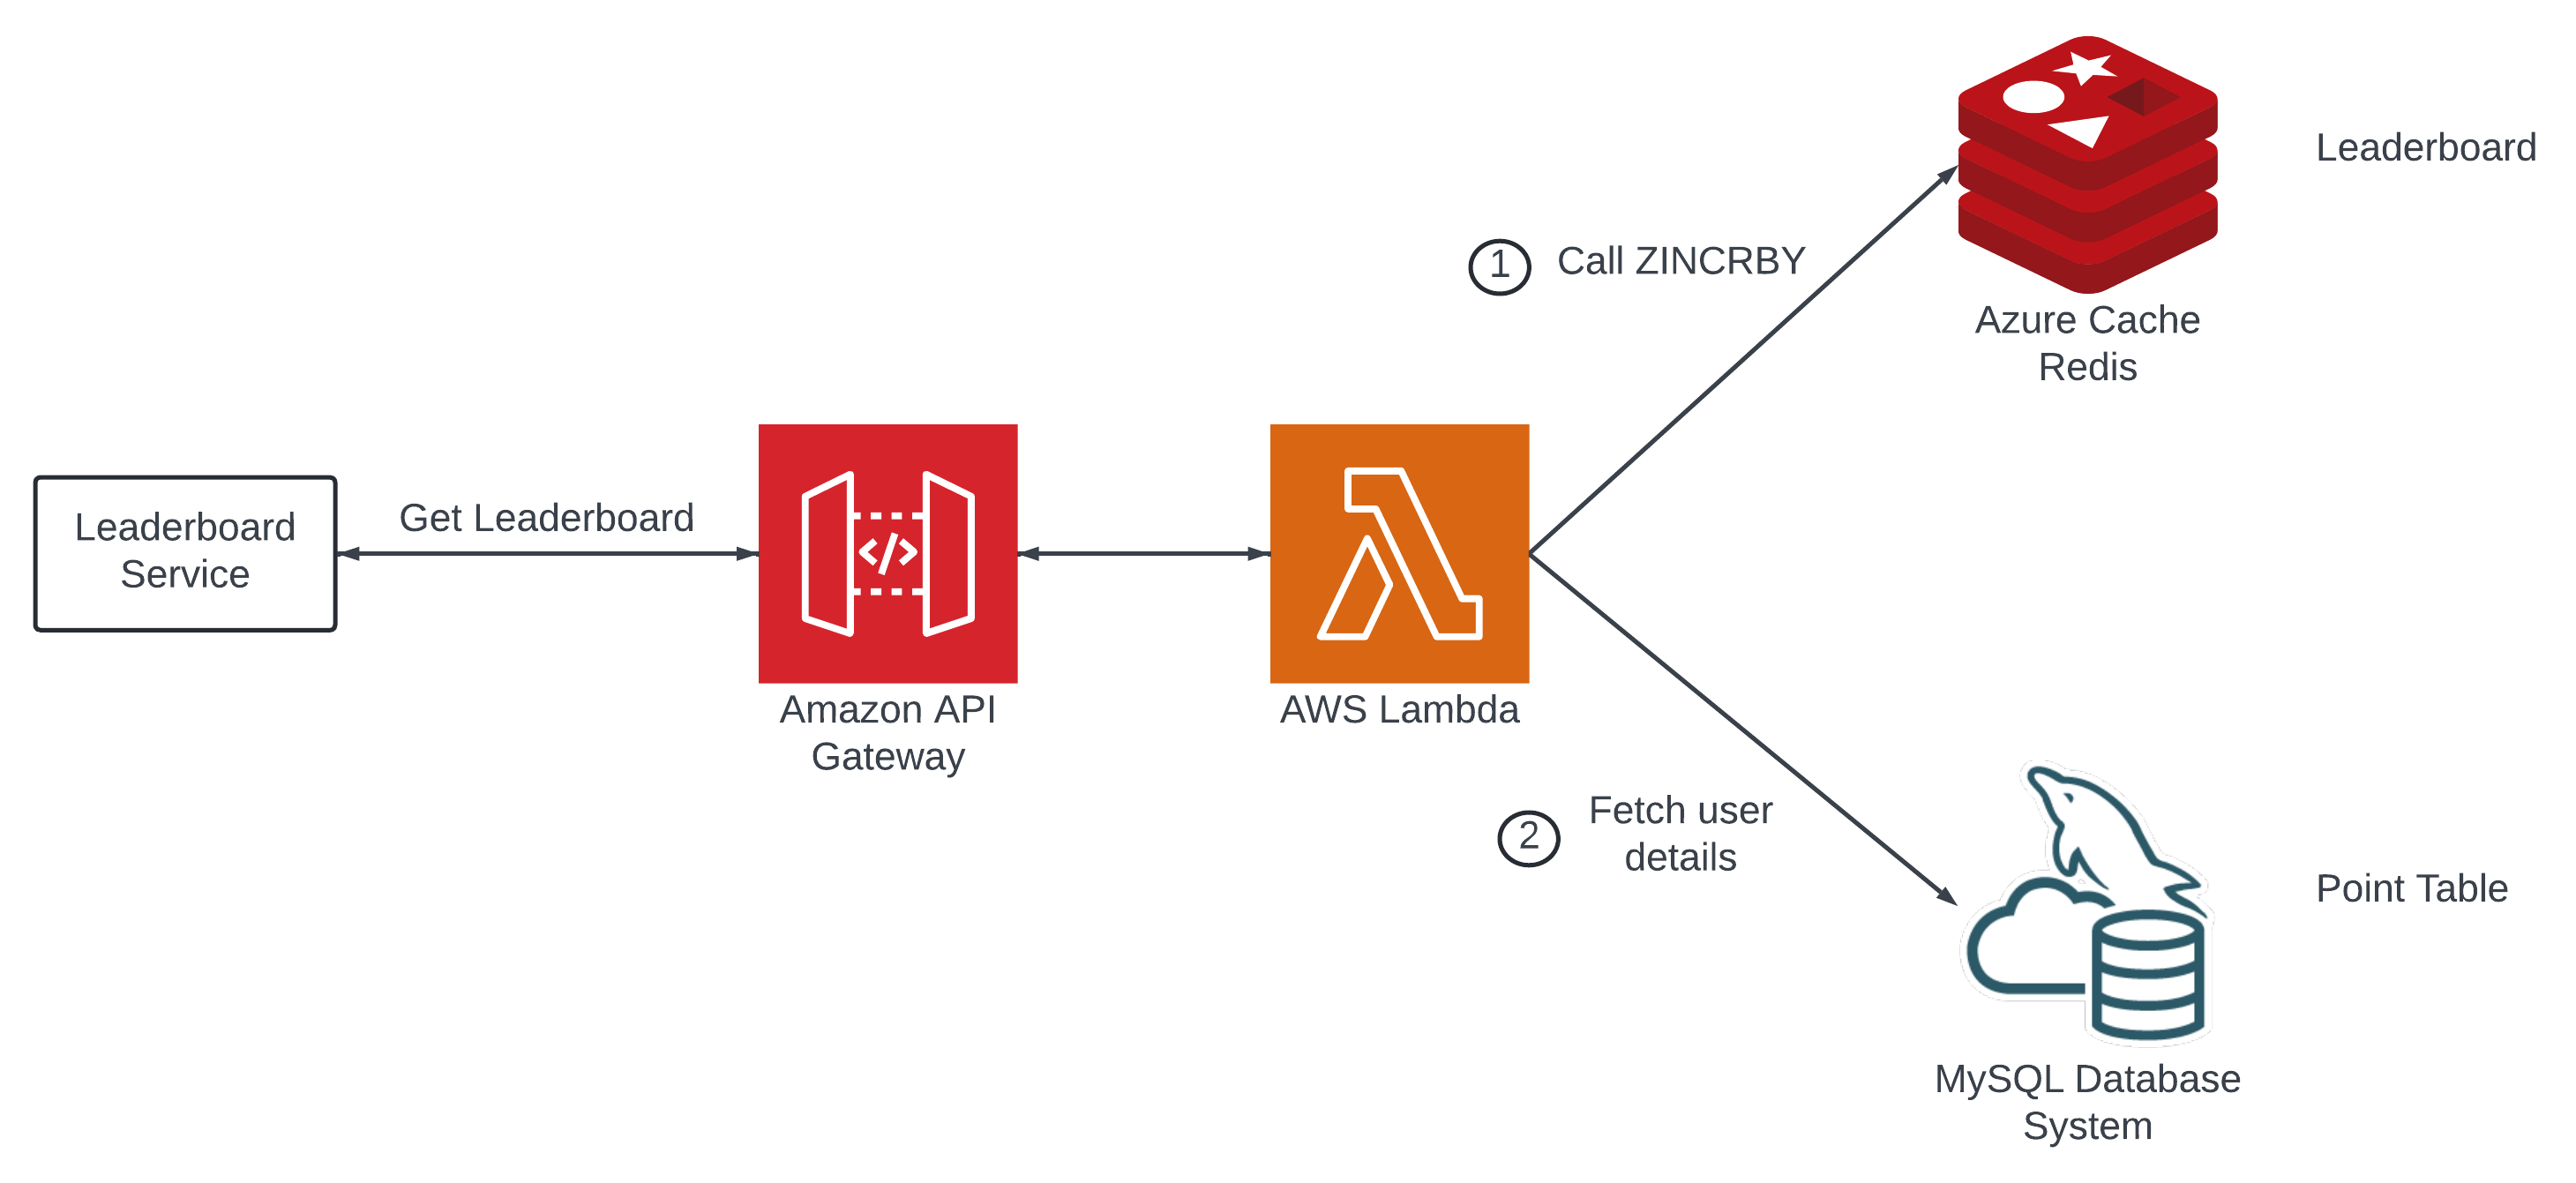 Leaderboard
Service
Get Leaderboard
Amazon API
Gateway
AWS Lambda
1
Call ZINCRBY
Azure Cache
Redis
Leaderboard
2
Fetch user
details
MySQL Database
System
Point Table